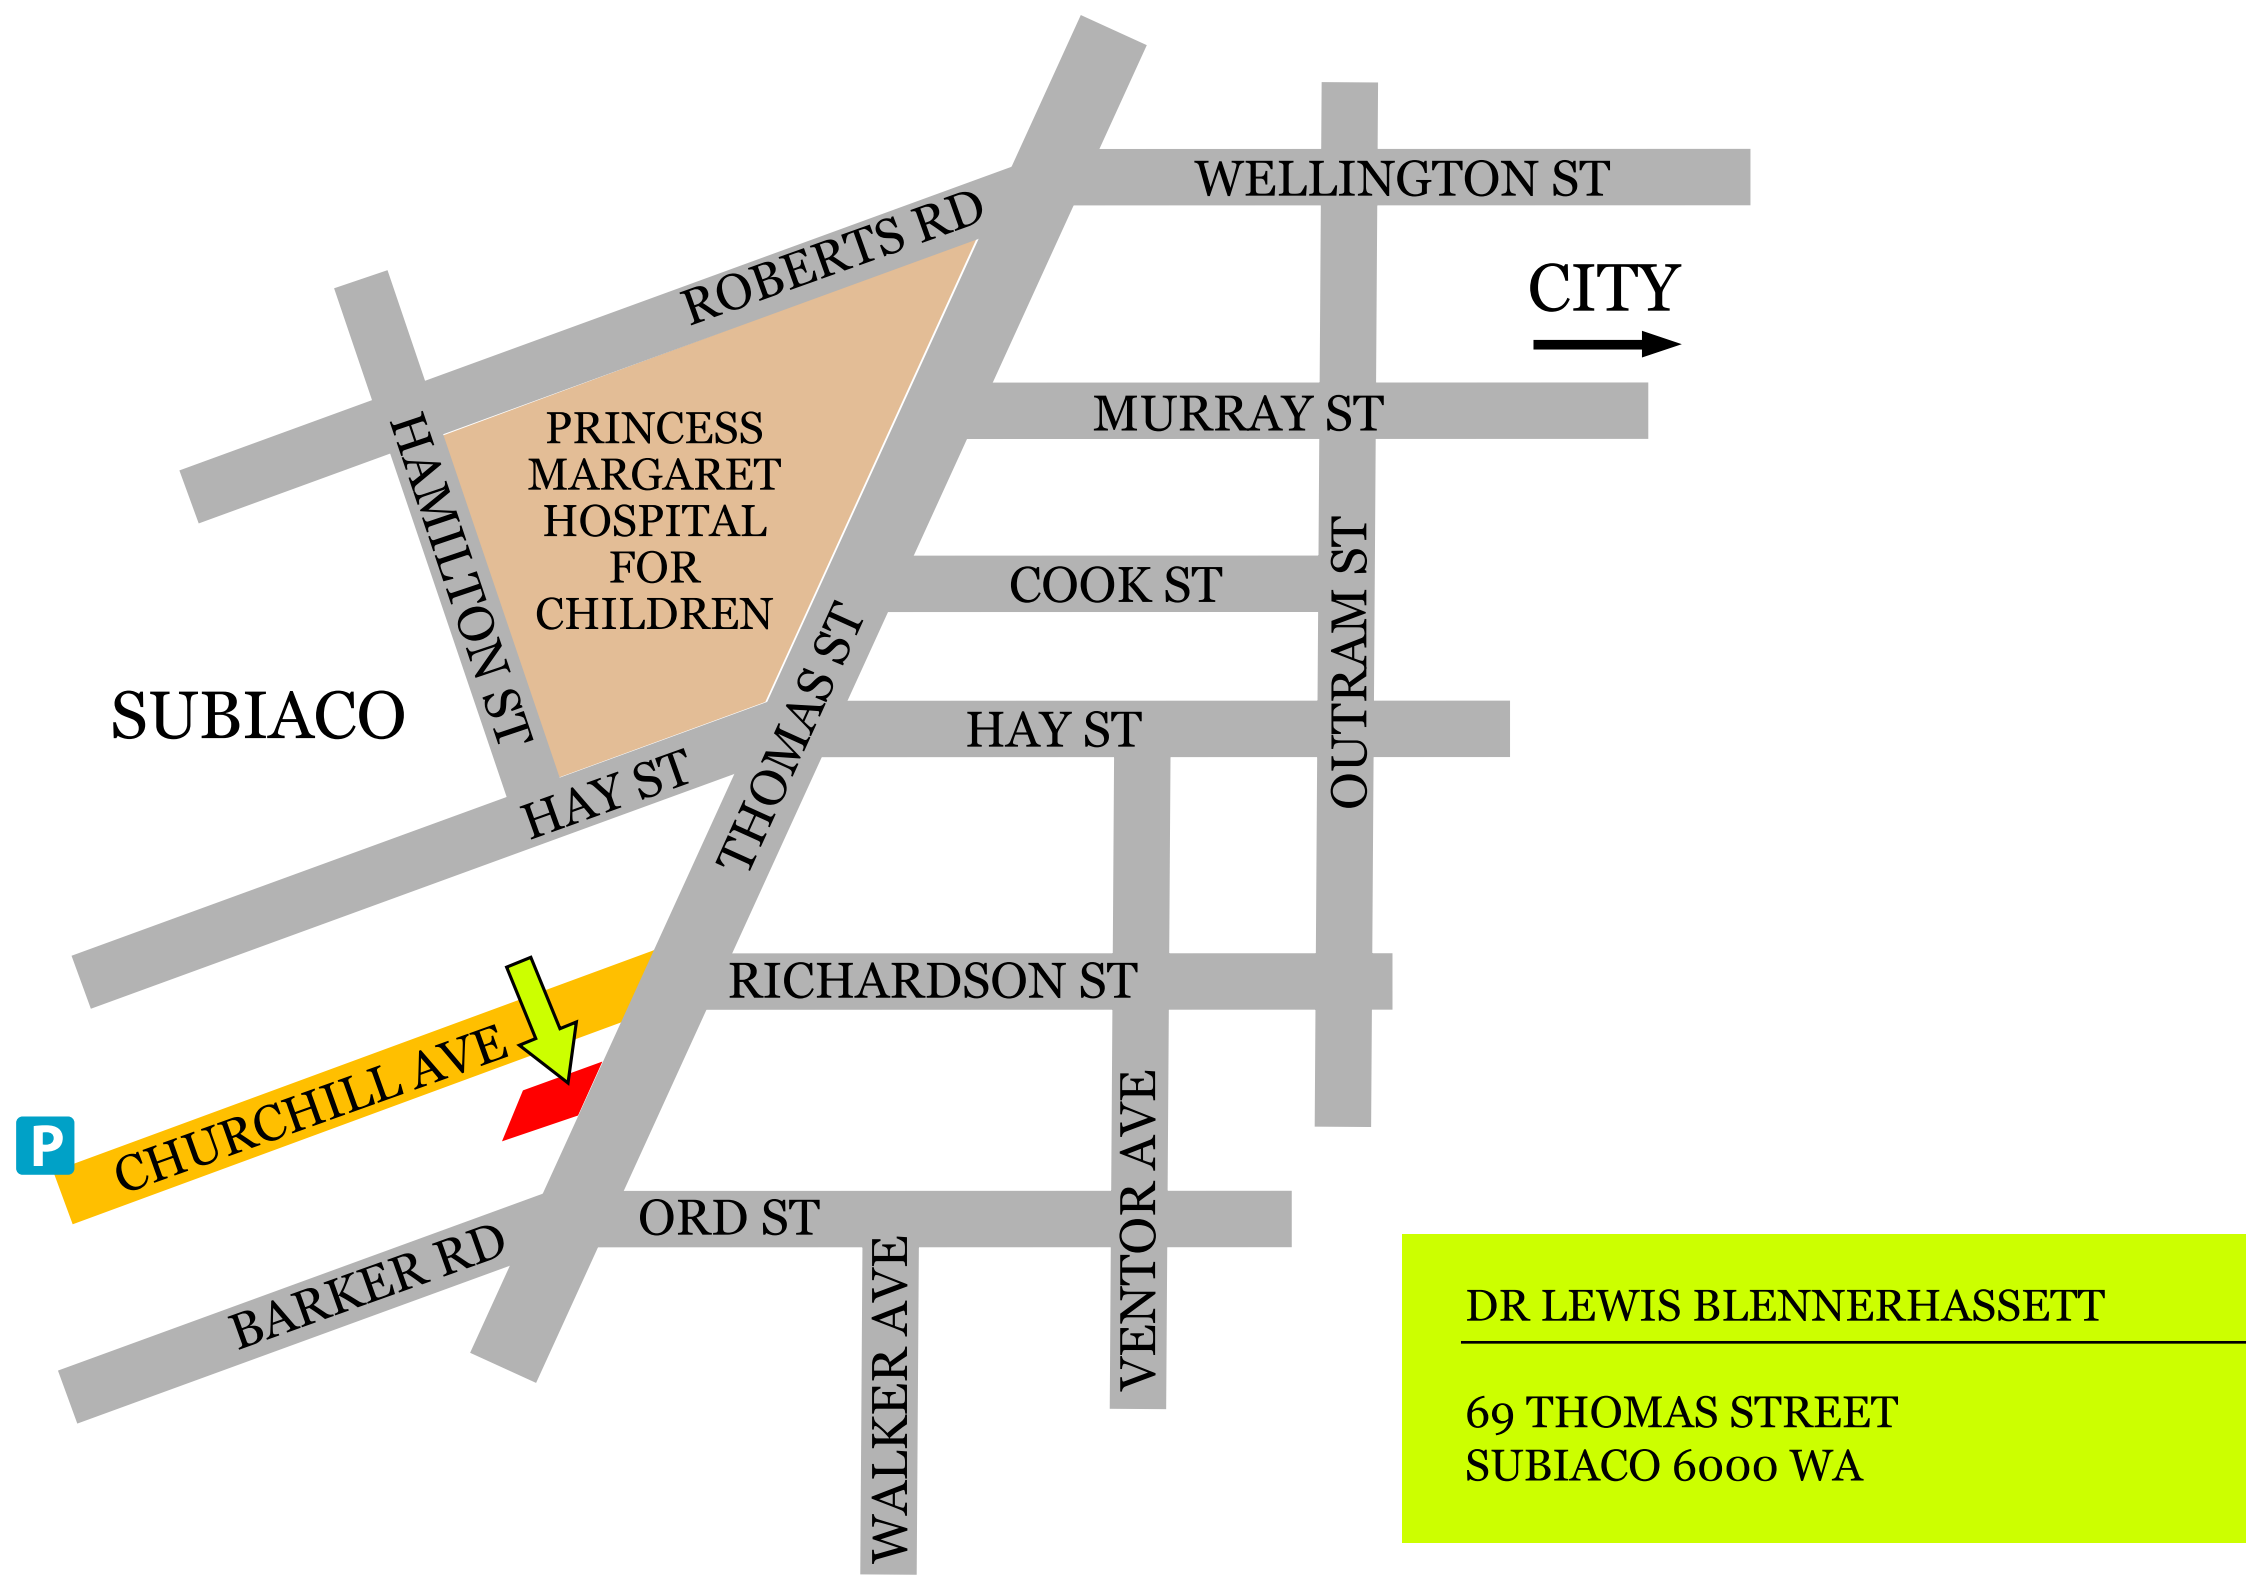 WELLINGTON ST
ROBERTS RD
CITY
MURRAY ST
PRINCESS
MARGARET
HOSPITAL
FOR
CHILDREN
HAMILTON ST
COOK ST
OUTRAM ST
THOMAS ST
SUBIACO
HAY ST
HAY ST
RICHARDSON ST
CHURCHILL AVE
P
VENTOR AVE
ORD ST
BARKER RD
WALKER AVE
DR LEWIS BLENNERHASSETT
69 THOMAS STREET
SUBIACO 6000 WA